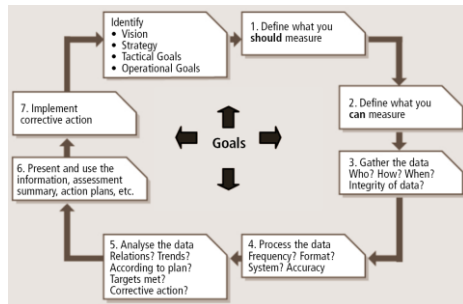 Identify
• Vision
• Strategy
• Tactical Goals
• Operational Goals
1. Define what you
should measure
2. Define what you
can measure
3. Gather the data
Who? How? When?
Integrity of data?
4. Process the data
Frequency? Format?
System? Accuracy
5. Analyse the data
Relations? Trends?
According to plan?
Targets met?
Corrective action?
6. Present and use the
information, assessment
summary, action plans, etc.
7. Implement
corrective action
Goals